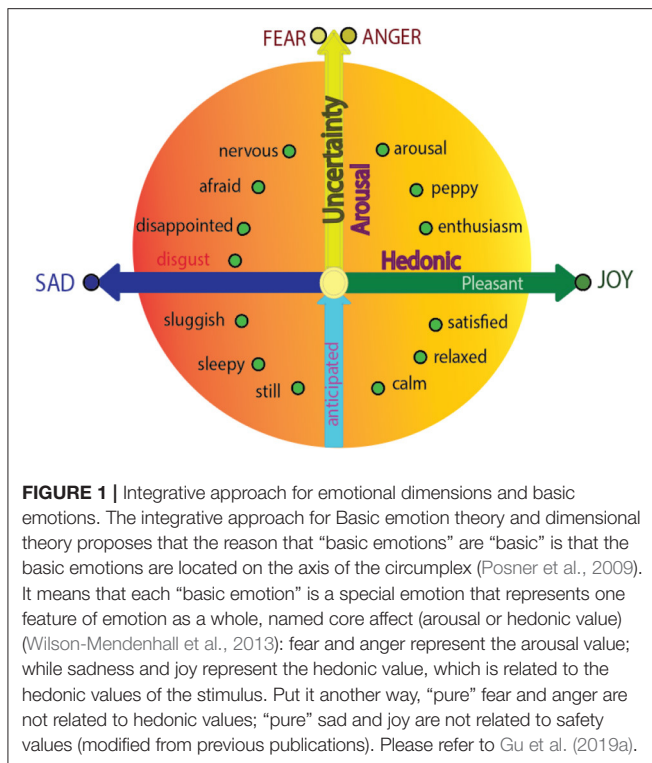 FEAR ANGER
Uncertainty
Arousal
nervous arousal
afraid peppy
disappointed enthusiasm
disgust Hedonic
SAD Pleasant JOY
sluggish satisfied
sleepy relaxed
still anticipated calm
FIGURE 1 | Integrative approach for emotional dimensions and basic
emotions. The integrative approach for Basic emotion theory and dimensional
theory proposes that the reason that “basic emotions” are “basic” is that the
basic emotions are located on the axis of the circumplex (Posner et al., 2009).
It means that each “basic emotion” is a special emotion that represents one
feature of emotion as a whole, named core affect (arousal or hedonic value)
(Wilson-Mendenhall et al., 2013): fear and anger represent the arousal value;
while sadness and joy represent the hedonic value, which is related to the
hedonic values of the stimulus. Put it another way, “pure” fear and anger are
not related to hedonic values; “pure” sad and joy are not related to safety
values (modified from previous publications). Please refer to Gu et al. (2019a).